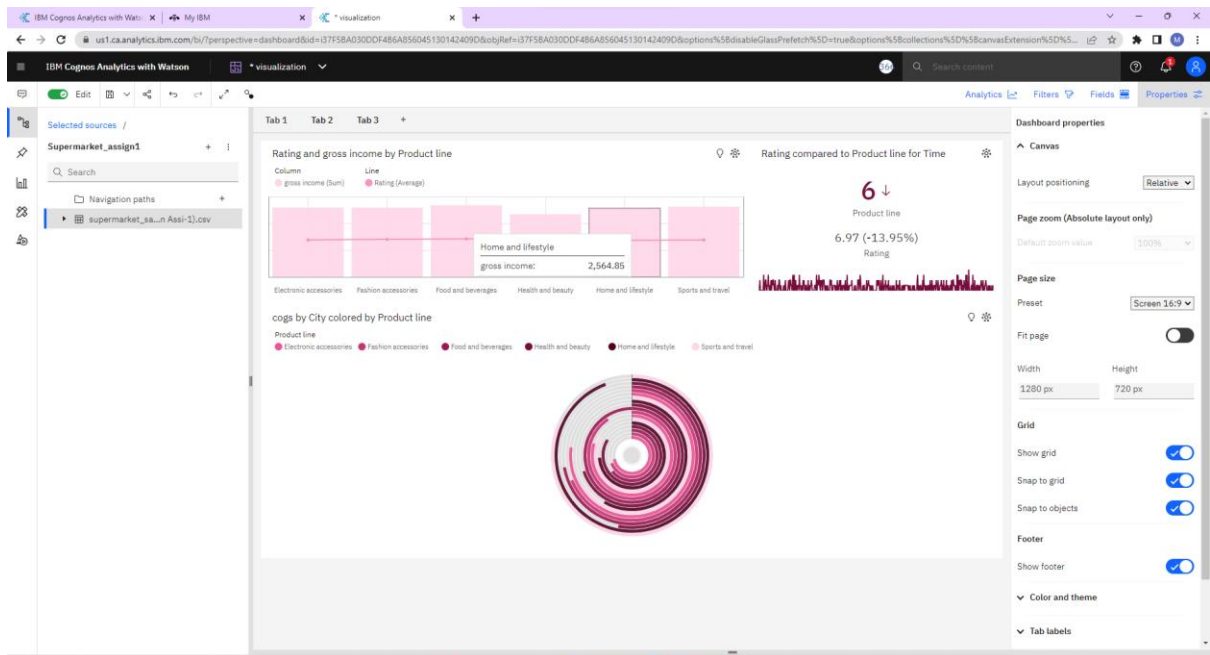 IBM Cognos Analytics with Wats
My IBM
* visualization
us1.ca.analytics.ibm.com/bi/?perspective=dashboard&id=i37F58A030DDF486A856045130142409D&objRef=i37F58A030DDF486A856045130142409D&options%5BdisableGlassPrefetch%5D=true&options%5Bcollections%5D%5BcanvasExtension%5D%5...
M
IBM Cognos Analytics with Watson
* visualization
Search content
Edit
Analytics
Filters
Fields
Properties
Selected sources /
Supermarket_assign1
Search
Navigation paths
supermarket_sa...n Assi-1).csv
Tab 1 Tab 2 Tab 3 +
Rating and gross income by Product line
Column Line
gross income (Sum) Rating (Average)
Home and lifestyle
gross income: 2,564.85
Electronic accessories Fashion accessories Food and beverages Health and beauty Home and lifestyle Sports and travel
Rating compared to Product line for Time
6
Product line
6.97 (-13.95%)
Rating
cogs by City colored by Product line
Product line
Electronic accessories Fashion accessories Food and beverages Health and beauty Home and lifestyle Sports and travel
Dashboard properties
Canvas
Layout positioning Relative
Page zoom (Absolute layout only)
Default zoom value 100%
Page size
Preset Screen 16:9
Fit page
Width Height
1280 px 720 px
Grid
Show grid
Snap to grid
Snap to objects
Footer
Show footer
Color and theme
Tab labels